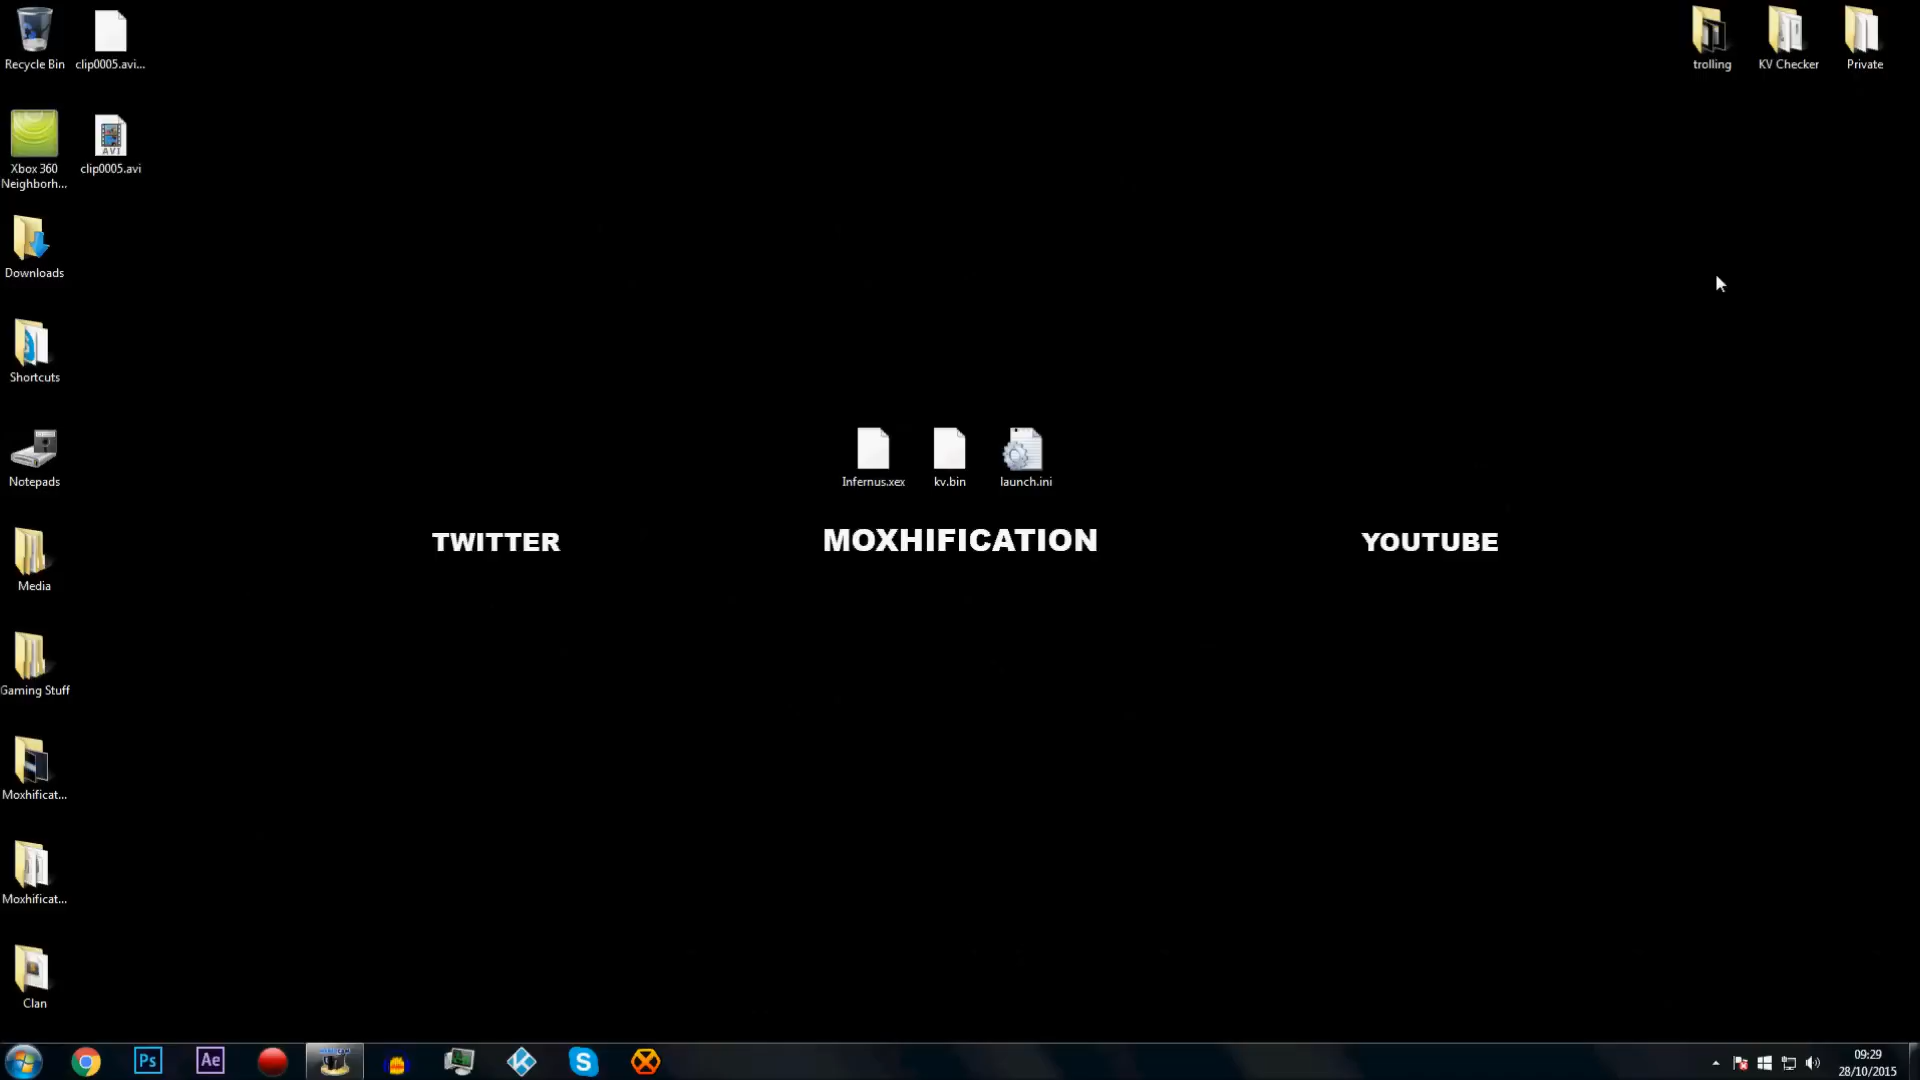 Recycle Bin
clip0005.avi...
trolling
KV Checker
Private
Xbox 360
Neighborh...
clip0005.avi
AVI
Downloads
Shortcuts
Notepads
Infernus.xex
kv.bin
launch.ini
TWITTER
MOXHIFICATION
YOUTUBE
Media
Gaming Stuff
Moxhificat...
Moxhificat...
Clan
Ps
Ae
09:29
28/10/2015